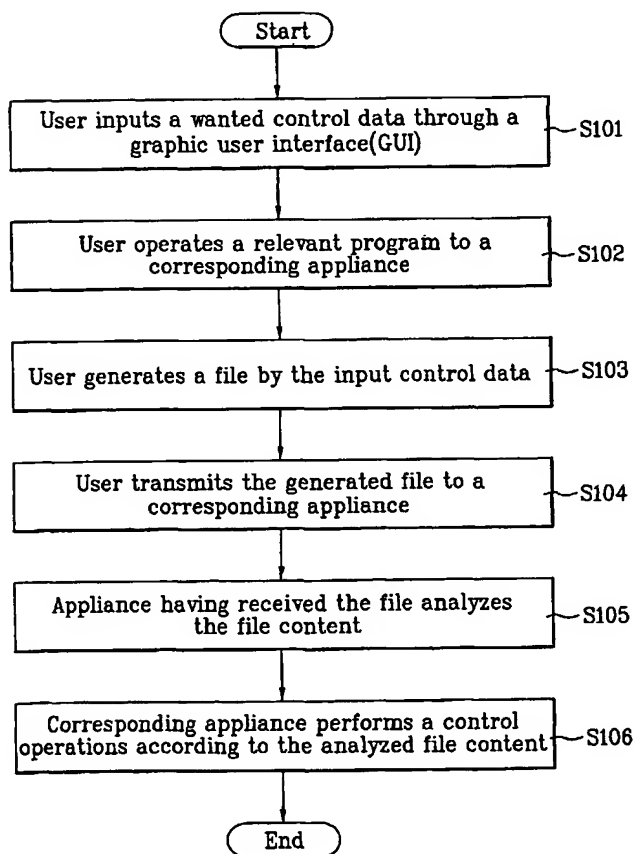 Start
User inputs a wanted control data through a
graphic user interface(GUI)
S101
User operates a relevant program to a
corresponding appliance
S102
User generates a file by the input control data
S103
User transmits the generated file to a
corresponding appliance
S104
Appliance having received the file analyzes
the file content
S105
Corresponding appliance performs a control
operations according to the analyzed file content
S106
End